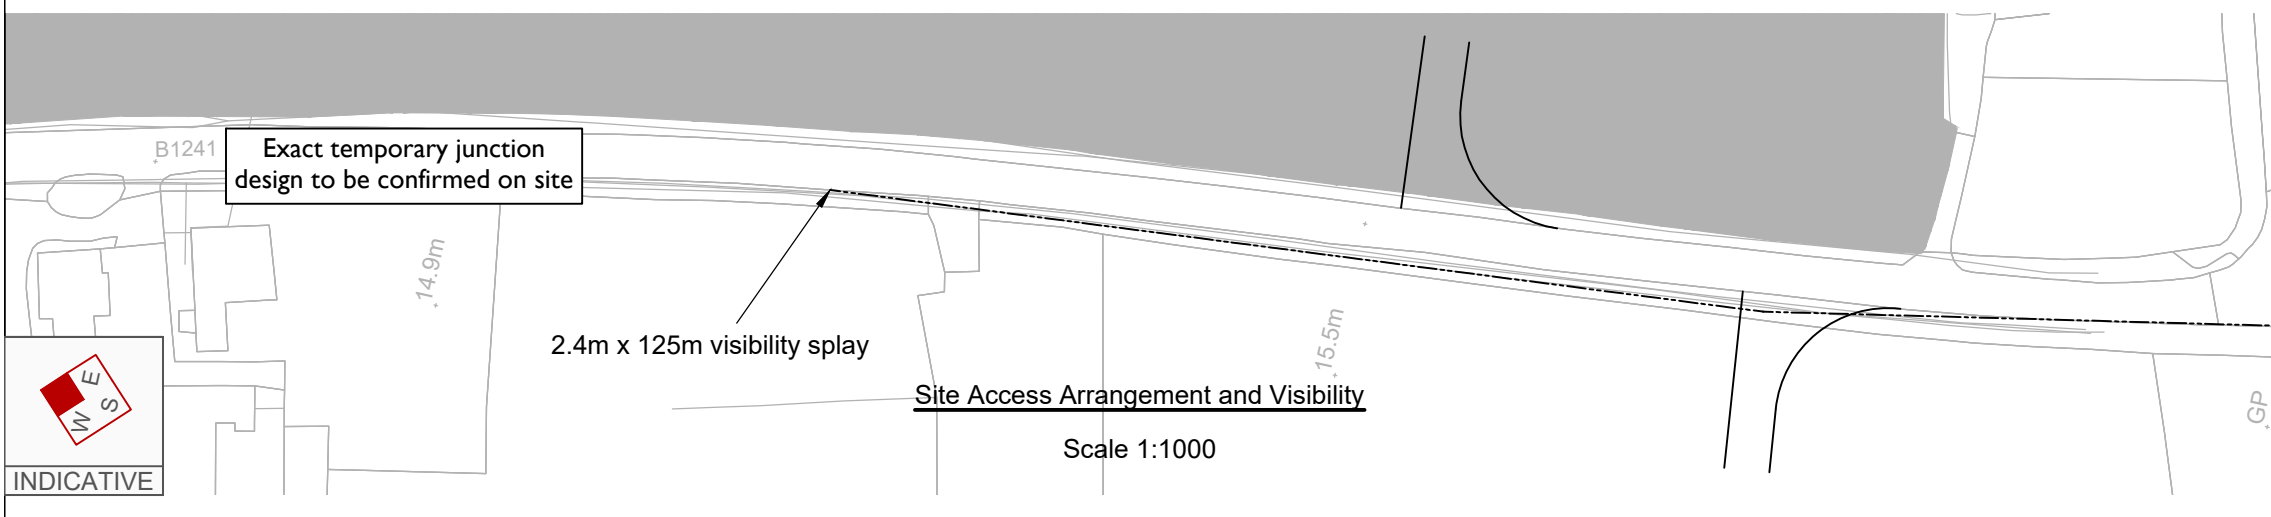 B1241
Exact temporary junction
design to be confirmed on site
14.9m
2.4m x 125m visibility splay
15.5m
Site Access Arrangement and Visibility
Scale 1:1000
E
S
W
INDICATIVE
GP